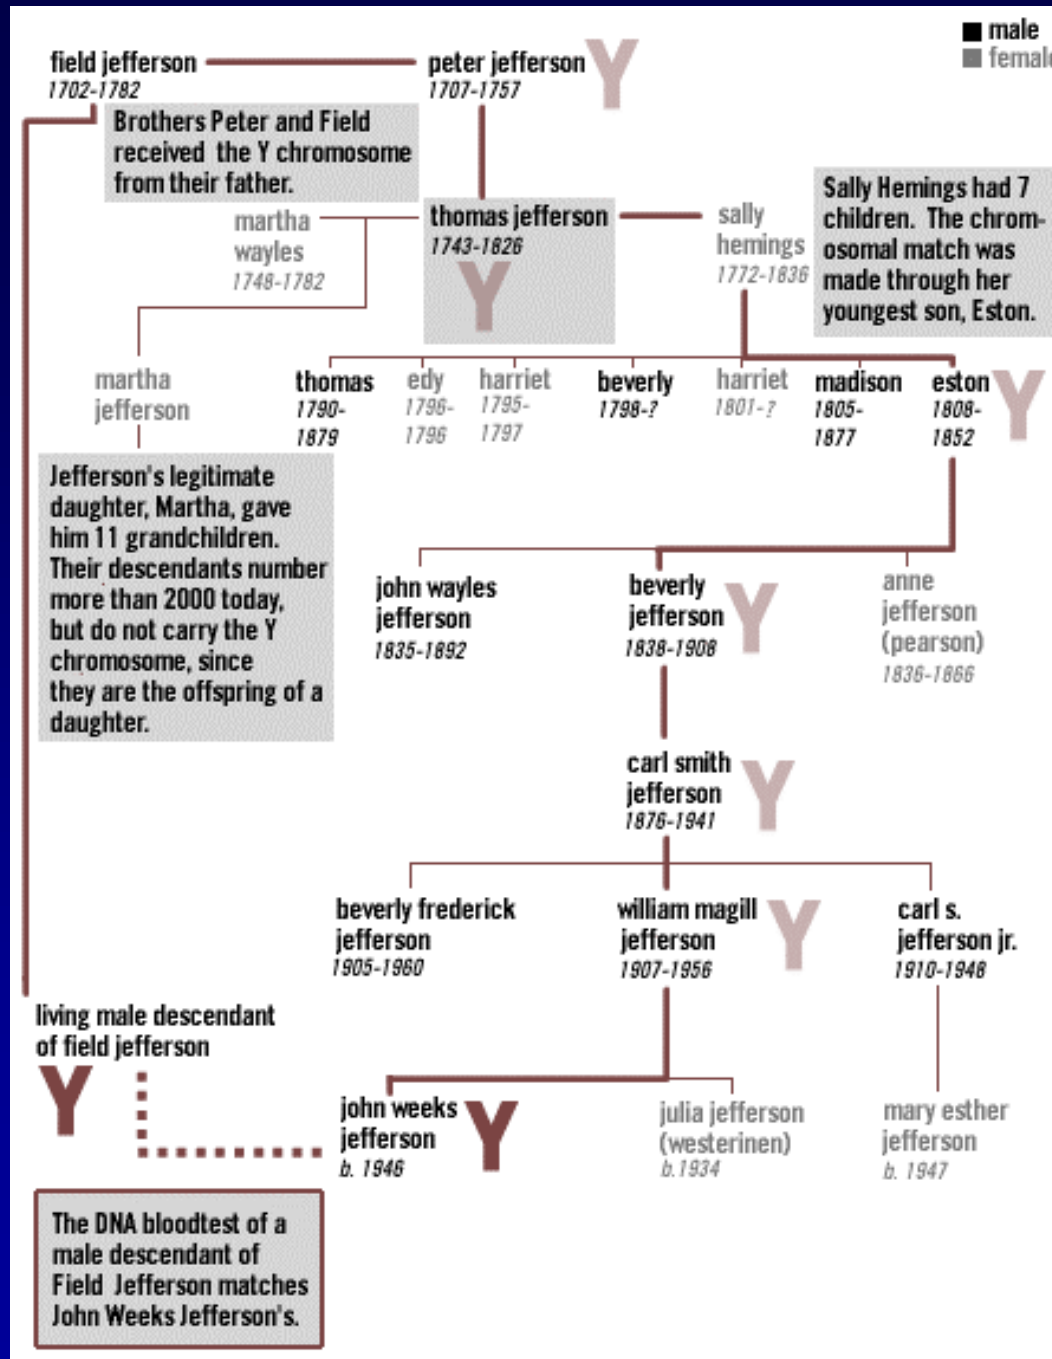 male
female
field jefferson
1702-1782
peter jefferson
1707-1757
Y
Brothers Peter and Field
received the Y chromosome
from their father.
martha
wayles
1748-1782
thomas jefferson
1743-1826
Y
sally
hemings
1772-1836
Sally Hemings had 7
children. The chrom-
osomal match was
made through her
youngest son, Eston.
martha
jefferson
thomas
1790-
1879
edy
1796-
1796
harriet
1795-
1797
beverly
1798-?
harriet
1801-?
madison
1805-
1877
eston
1808-
1852
Y
Jefferson's legitimate
daughter, Martha, gave
him 11 grandchildren.
Their descendants number
more than 2000 today,
but do not carry the Y
chromosome, since
they are the offspring of a
daughter.
john wayles
jefferson
1835-1892
beverly
jefferson
1838-1908
Y
anne
jefferson
(pearson)
1836-1866
carl smith
jefferson
1876-1941
Y
beverly frederick
jefferson
1905-1960
william magill
jefferson
1907-1956
Y
carl s.
jefferson jr.
1910-1948
living male descendant
of field jefferson
Y
john weeks
jefferson
b. 1946
Y
julia jefferson
(westerinen)
b.1934
mary esther
jefferson
b. 1947
The DNA bloodtest of a
male descendant of
Field Jefferson matches
John Weeks Jefferson's.